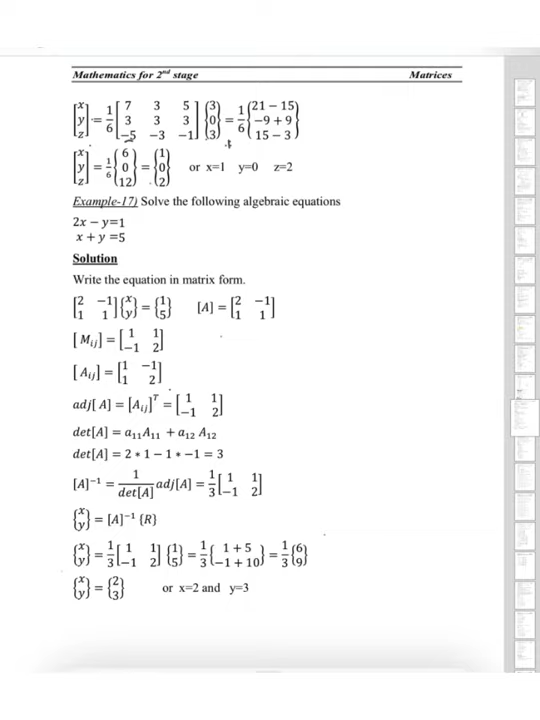 Mathematics for 2nd stage Matrices
[x y z] = 1/6 [7 3 5; 3 3 3; -5 -3 -1] {3 0 3} = 1/6 {21 − 15; −9 + 9; 15 − 3}
[x y z] = 1/6 {6 0 12} = {1 0 2} or x=1 y=0 z=2
Example-17) Solve the following algebraic equations
2x − y=1
x + y =5
Solution
Write the equation in matrix form.
[2 −1; 1 1] {x y} = {1 5} [A] = [2 −1; 1 1]
[Mij] = [1 1; −1 2]
[Aij] = [1 −1; 1 2]
adj[A] = [Aij]T = [1 1; −1 2]
det[A] = a11A11 + a12 A12
det[A] = 2 * 1 − 1 * −1 = 3
[A]−1 = 1/det[A] adj[A] = 1/3 [1 1; −1 2]
{x y} = [A]−1 {R}
{x y} = 1/3 [1 1; −1 2] {1 5} = 1/3 {1 + 5; −1 + 10} = 1/3 {6 9}
{x y} = {2 3} or x=2 and y=3